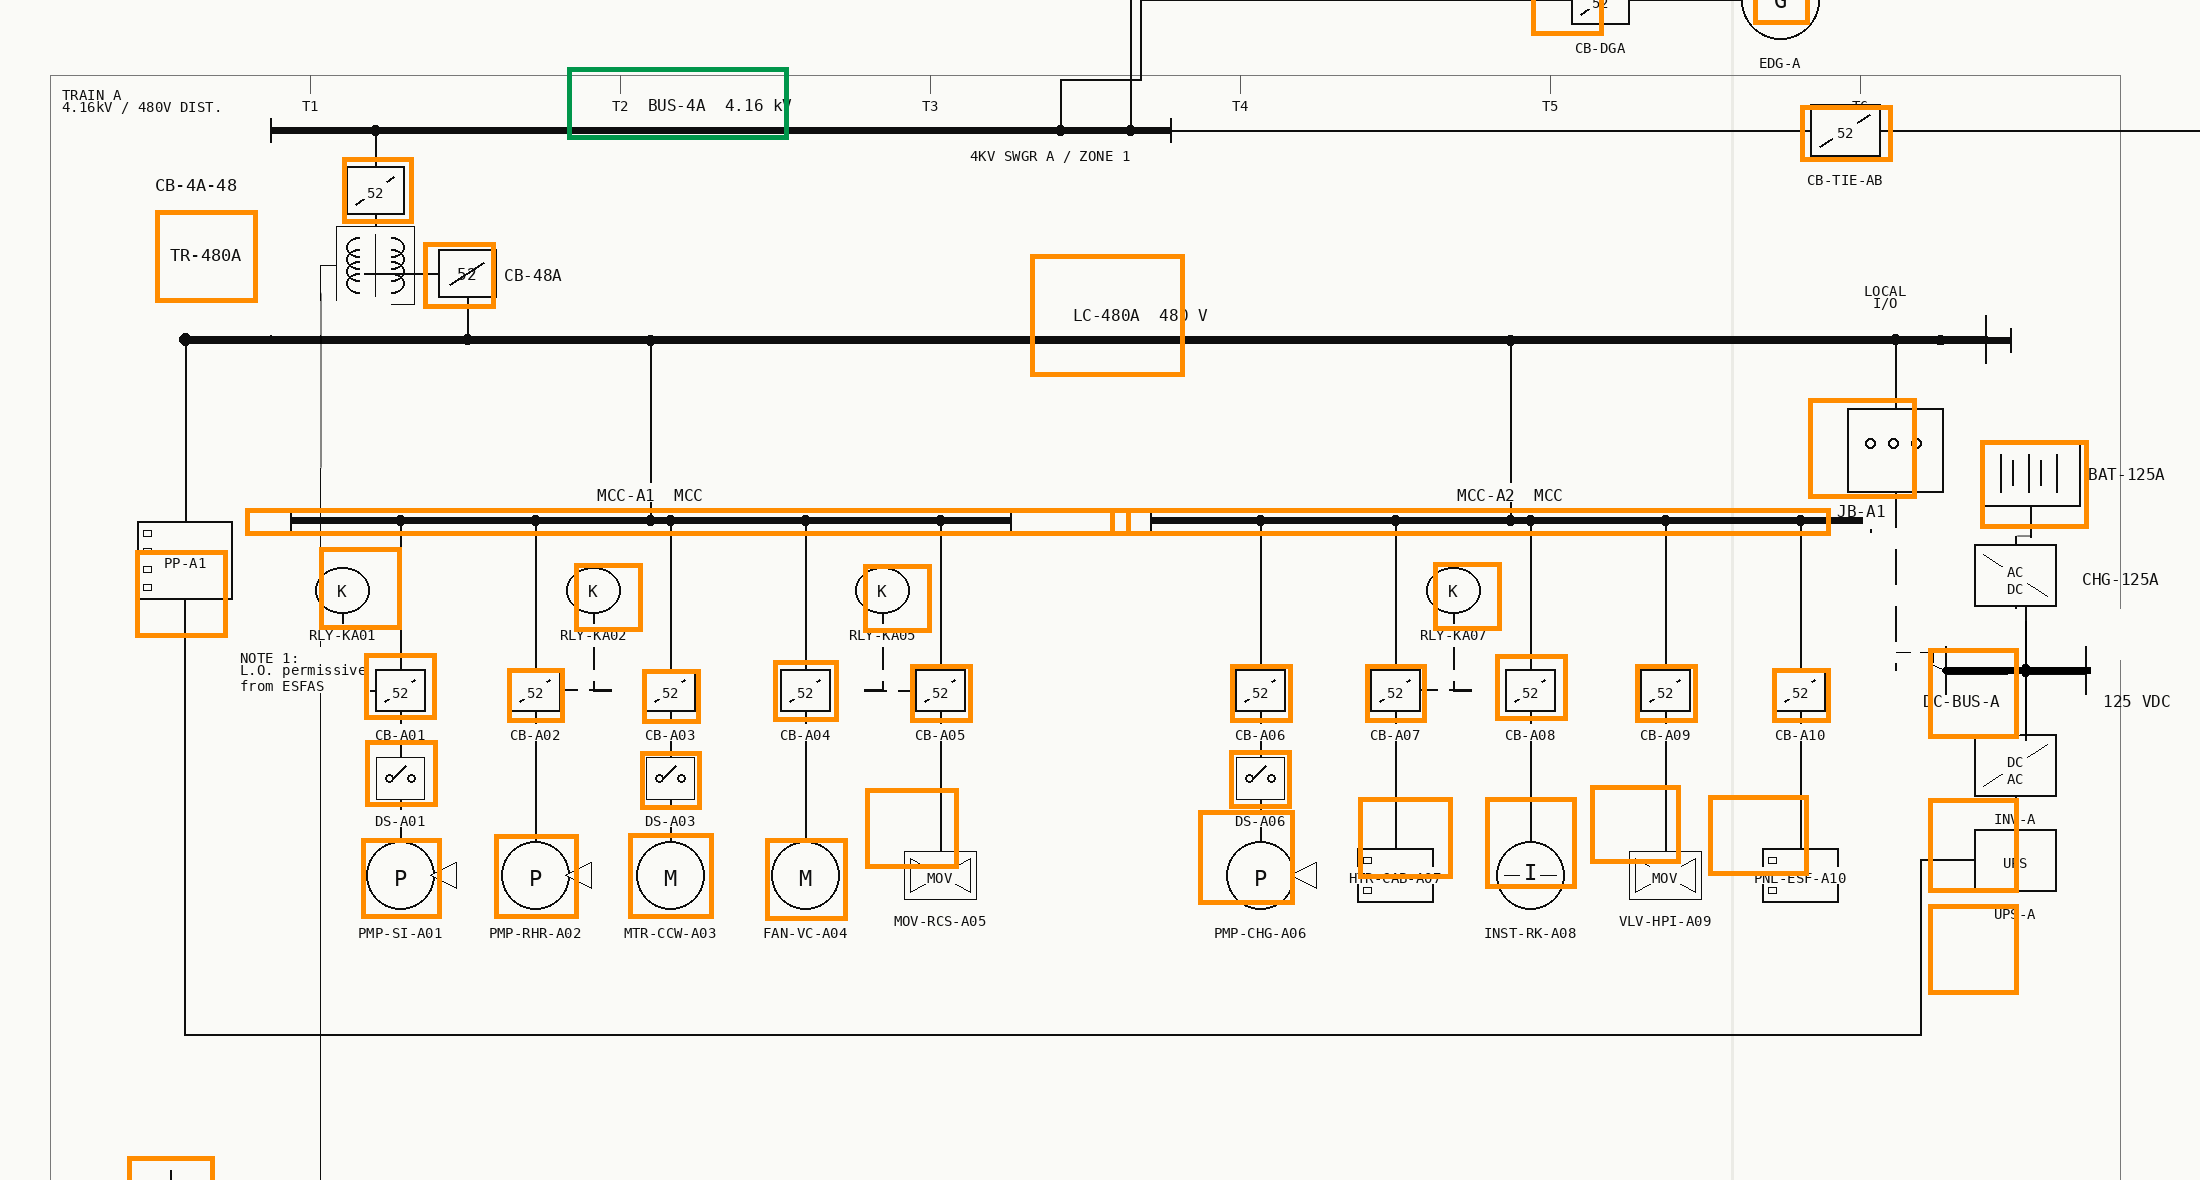 52
G
CB-DGA
EDG-A
TRAIN A
4.16kV / 480V DIST.
T1
T2
BUS-4A  4.16 kV
T3
T4
T5
4KV SWGR A / ZONE 1
52
CB-TIE-AB
CB-4A-48
52
TR-480A
52
CB-48A
LC-480A  480 V
LOCAL
I/O
BAT-125A
MCC-A1  MCC
MCC-A2  MCC
JB-A1
PP-A1
AC
DC
CHG-125A
K
K
K
K
RLY-KA01
RLY-KA02
RLY-KA05
RLY-KA07
NOTE 1:
L.O. permissive
from ESFAS
52
52
52
52
52
52
52
52
52
52
DC-BUS-A
125 VDC
CB-A01
CB-A02
CB-A03
CB-A04
CB-A05
CB-A06
CB-A07
CB-A08
CB-A09
CB-A10
DC
AC
DS-A01
DS-A03
DS-A06
INV-A
P
P
M
M
MOV
P
HTR-CAB-A07
I
MOV
PNL-ESF-A10
UPS
PMP-SI-A01
PMP-RHR-A02
MTR-CCW-A03
FAN-VC-A04
MOV-RCS-A05
PMP-CHG-A06
INST-RK-A08
VLV-HPI-A09
UPS-A